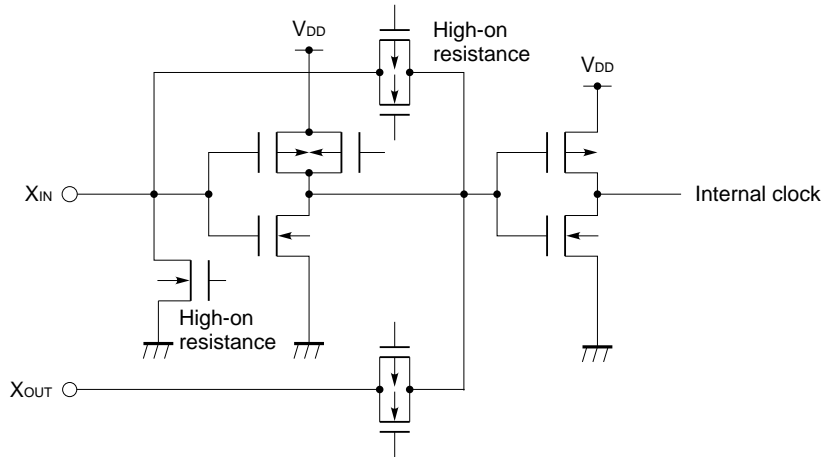 High-on
resistance
VDD
VDD
XIN
Internal clock
High-on
resistance
XOUT